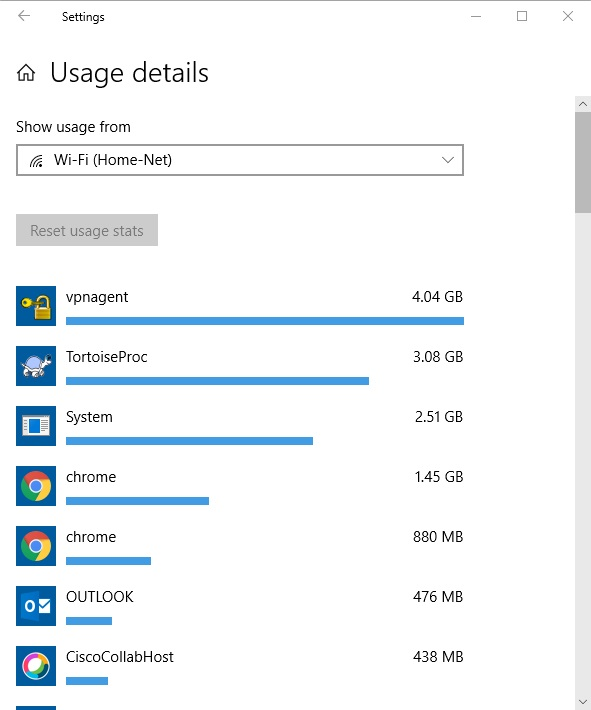 Settings
Usage details
Show usage from
Wi-Fi (Home-Net)
Reset usage stats
vpnagent 4.04 GB
TortoiseProc 3.08 GB
System 2.51 GB
chrome 1.45 GB
chrome 880 MB
OUTLOOK 476 MB
CiscoCollabHost 438 MB